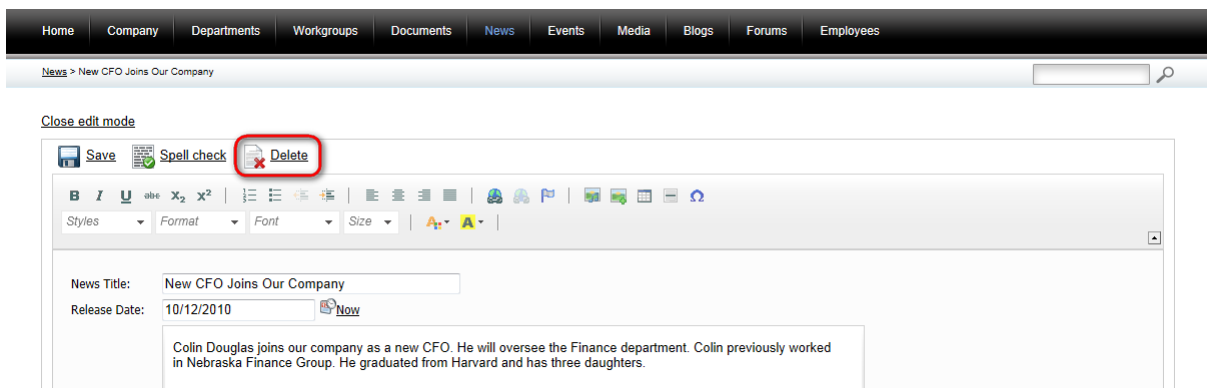 Home Company Departments Workgroups Documents News Events Media Blogs Forums Employees
News > New CFO Joins Our Company
Close edit mode
Save Spell check Delete
B I U abc X₂ X² Ω
Styles Format Font Size A A
News Title: New CFO Joins Our Company
Release Date: 10/12/2010 Now
Colin Douglas joins our company as a new CFO. He will oversee the Finance department. Colin previously worked
in Nebraska Finance Group. He graduated from Harvard and has three daughters.